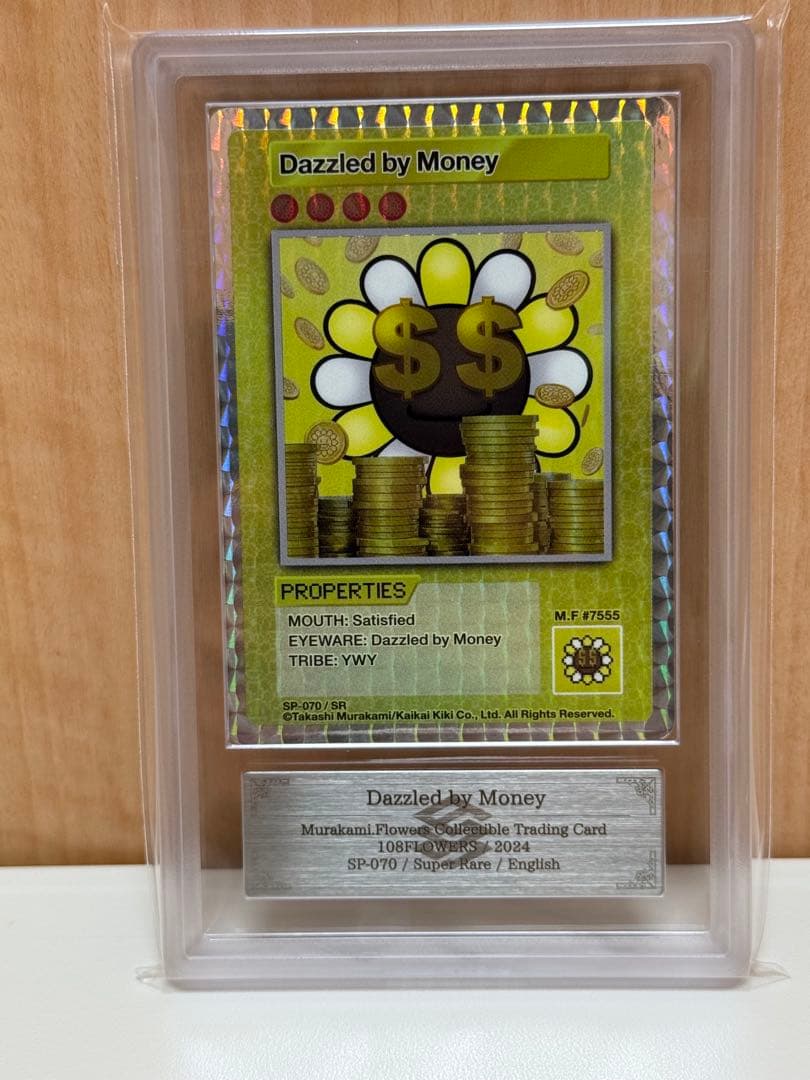 Dazzled by Money
$ $
PROPERTIES
MOUTH: Satisfied
EYEWARE: Dazzled by Money
TRIBE: YWY
M.F #7555
$$
SP-070 / SR
©Takashi Murakami/Kaikai Kiki Co., Ltd. All Rights Reserved.
Dazzled by Money
Murakami.Flowers Collectible Trading Card
108FLOWERS / 2024
SP-070 / Super Rare / English